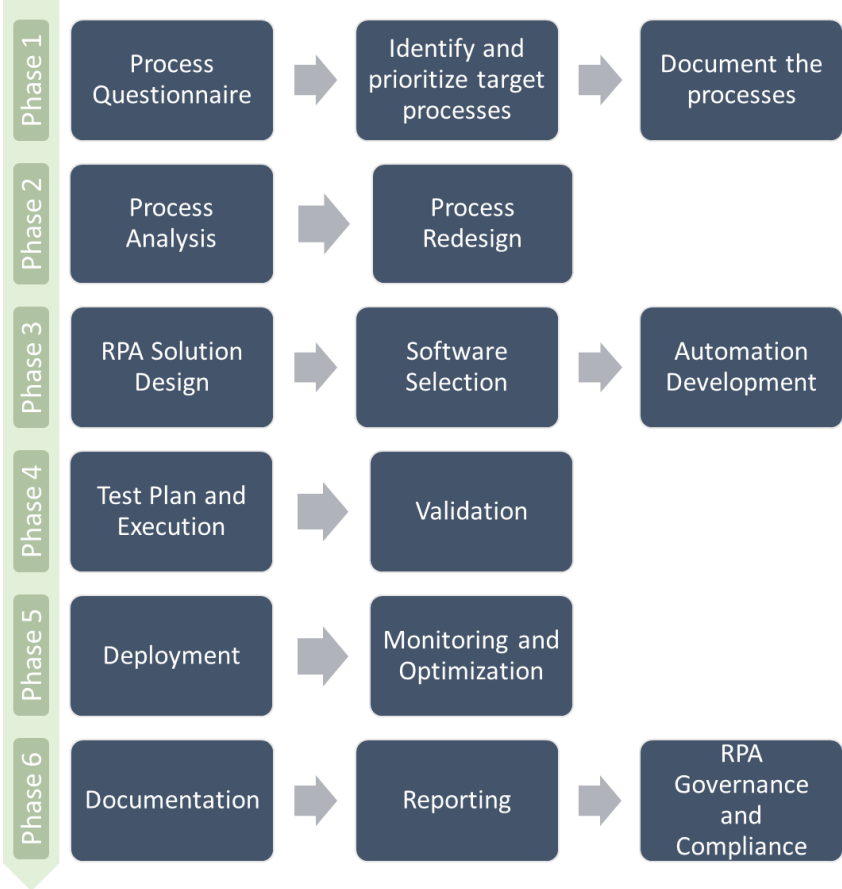 Phase 1
Process
Questionnaire
Identify and
prioritize target
processes
Document the
processes
Phase 2
Process
Analysis
Process
Redesign
Phase 3
RPA Solution
Design
Software
Selection
Automation
Development
Phase 4
Test Plan and
Execution
Validation
Phase 5
Deployment
Monitoring and
Optimization
Phase 6
Documentation
Reporting
RPA
Governance
and
Compliance